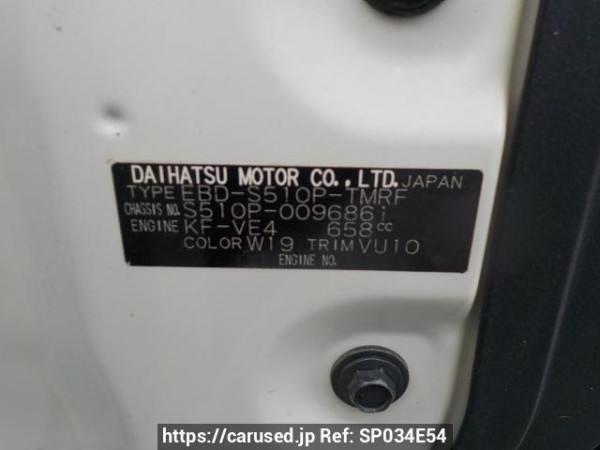 DAIHATSU MOTOR CO.,LTD. JAPAN
TYPE EBD-S510P-TMRF
CHASSIS NO. S510P-0096861
ENGINE KF-VE4 658cc
COLOR W19 TRIM VU10
ENGINE NO.
https://carused.jp Ref: SP034E54